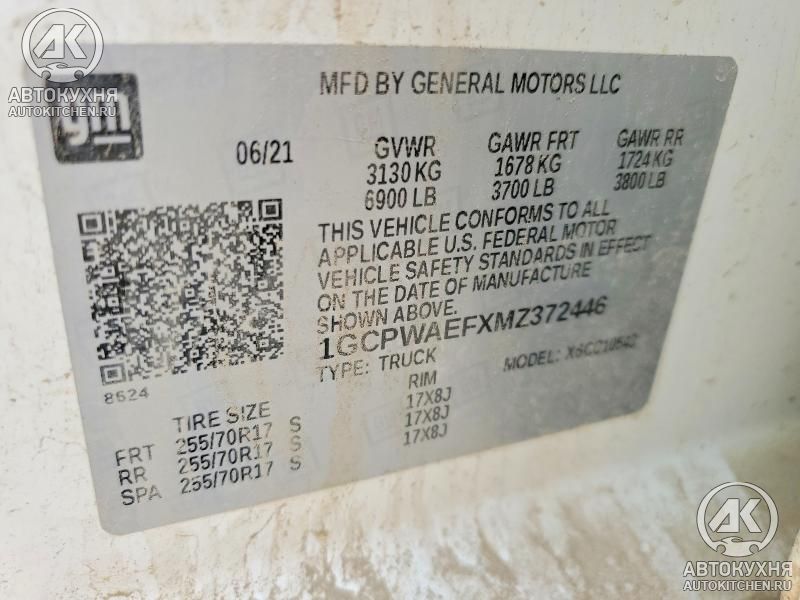 АВТОКУХНЯ
AUTOKITCHEN.RU
gm
MFD BY GENERAL MOTORS LLC
06/21 GVWR GAWR FRT GAWR RR
3130 KG 1678 KG 1724 KG
6900 LB 3700 LB 3800 LB
THIS VEHICLE CONFORMS TO ALL
APPLICABLE U.S. FEDERAL MOTOR
VEHICLE SAFETY STANDARDS IN EFFECT
ON THE DATE OF MANUFACTURE
SHOWN ABOVE.
1GCPWAEFXMZ372446
TYPE: TRUCK MODEL:
8524
TIRE SIZE RIM
FRT 255/70R17 S 17X8J
RR 255/70R17 S 17X8J
SPA 255/70R17 S 17X8J
АК
АВТОКУХНЯ
AUTOKITCHEN.RU